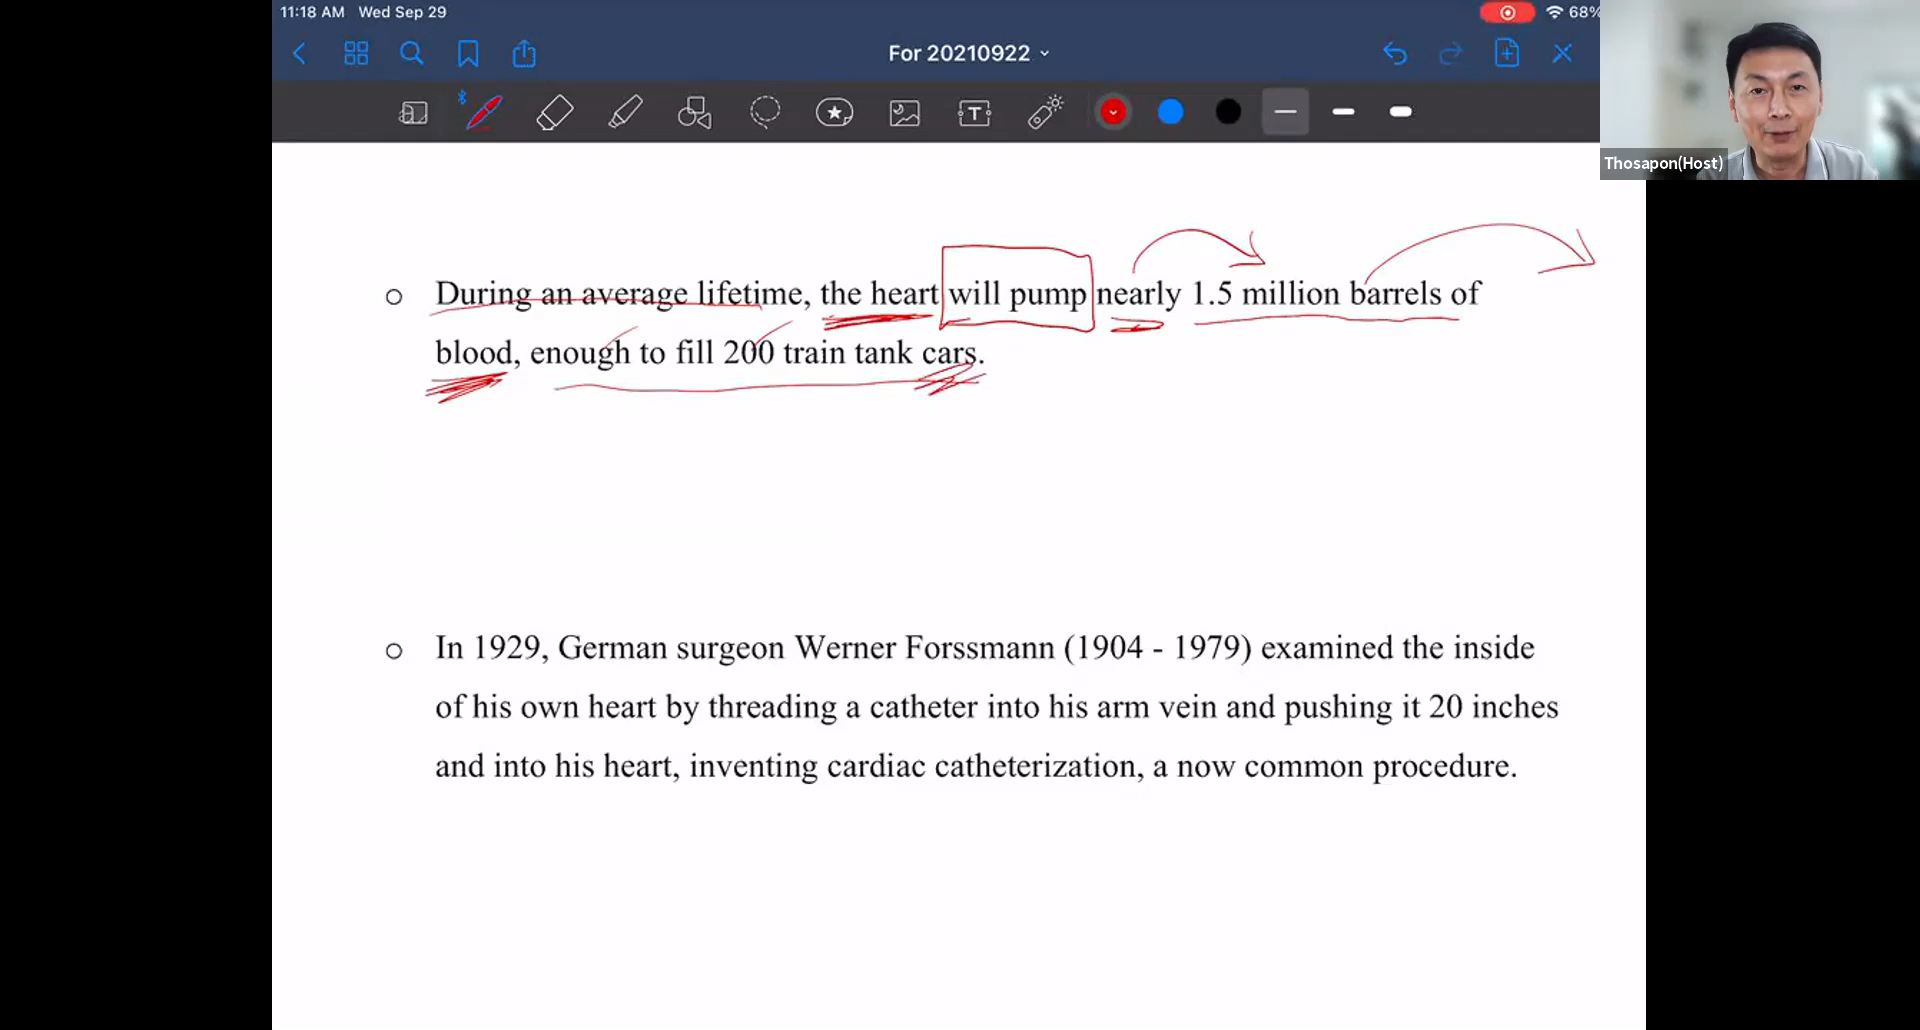 11:18 AM Wed Sep 29
68%
For 20210922
T
Thosapon(Host)
During an average lifetime, the heart will pump nearly 1.5 million barrels of
blood, enough to fill 200 train tank cars.
In 1929, German surgeon Werner Forssmann (1904 - 1979) examined the inside
of his own heart by threading a catheter into his arm vein and pushing it 20 inches
and into his heart, inventing cardiac catheterization, a now common procedure.